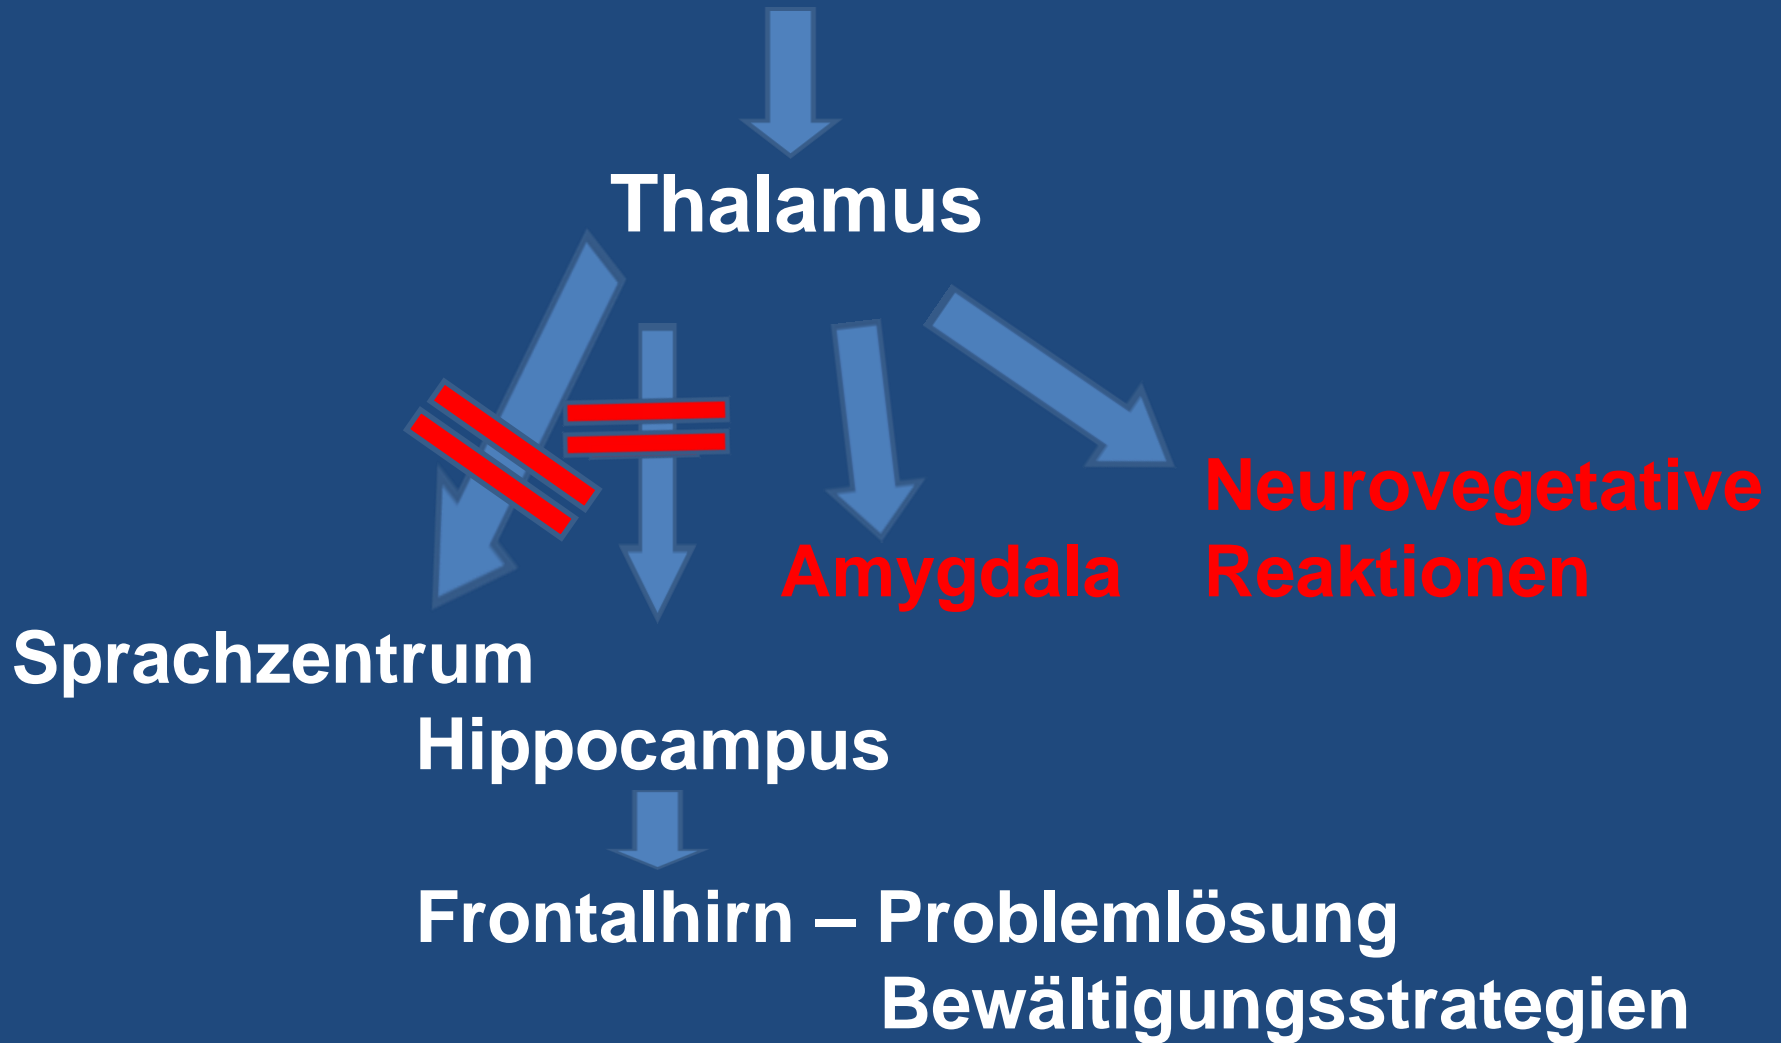 Thalamus
Neurovegetative
Amygdala Reaktionen
Sprachzentrum
Hippocampus
Frontalhirn – Problemlösung
Bewältigungsstrategien